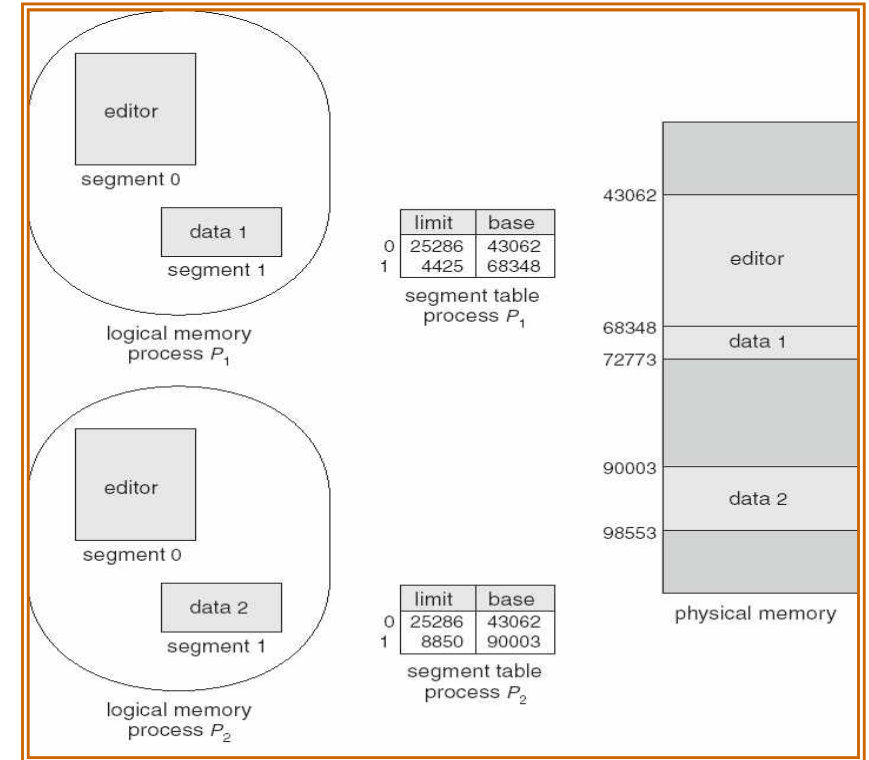 editor
segment 0
data 1
segment 1
logical memory
process P1
limit base
0 25286 43062
1 4425 68348
segment table
process P1
editor
segment 0
data 2
segment 1
logical memory
process P2
limit base
0 25286 43062
1 8850 90003
segment table
process P2
43062
editor
68348
data 1
72773
90003
data 2
98553
physical memory